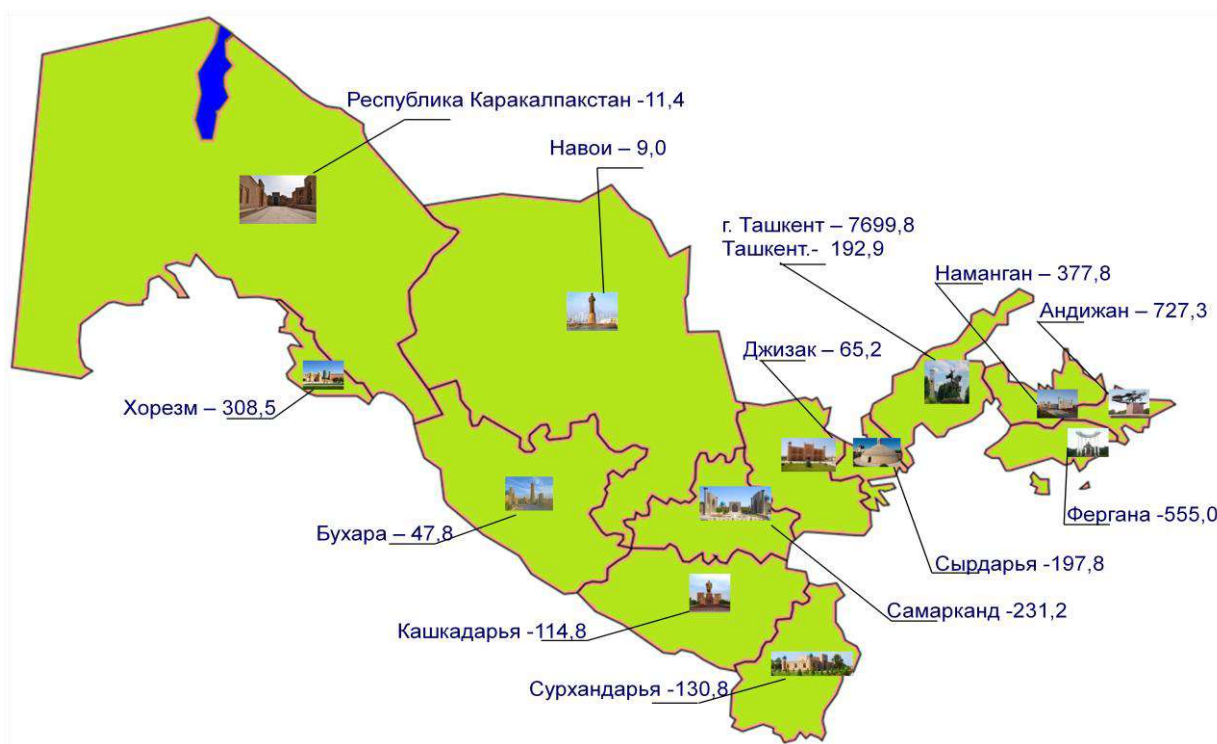 Республика Каракалпакстан -11,4
Навои – 9,0
г. Ташкент – 7699,8
Ташкент.- 192,9
Наманган – 377,8
Андижан – 727,3
Джизак – 65,2
Хорезм – 308,5
Бухара – 47,8
Фергана -555,0
Сырдарья -197,8
Самарканд -231,2
Кашкадарья -114,8
Сурхандарья -130,8